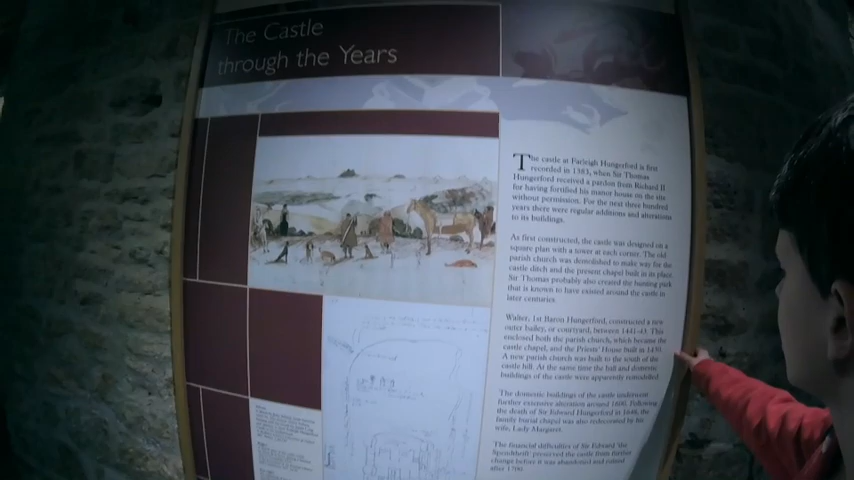 The Castle
through the Years
The castle at Farleigh Hungerford is first
recorded in 1383, when Sir Thomas
Hungerford received a pardon from Richard II
for having fortified his manor house on the site
without permission. For the next three hundred
years there were regular additions and alterations
to its buildings.
As first constructed, the castle was designed on a
square plan with a tower at each corner. The old
parish church was demolished to make way for the
castle ditch and the present chapel built in its place.
Sir Thomas probably also created the hunting park
that is known to have existed around the castle in
later centuries.
Walter, 1st Baron Hungerford, constructed a new
outer bailey, or courtyard, between 1441-43. This
enclosed both the parish church, which became the
castle chapel, and the Priests' House built in 1430.
A new parish church was built to the south of the
castle hill. At the same time the hall and domestic
buildings of the castle were apparently remodelled.
The domestic buildings of the castle underwent
further extensive alteration around 1600. Following
the death of Sir Edward Hungerford in 1648, the
family burial chapel was also redecorated by his
wife, Lady Margaret.
The financial difficulties of Sir Edward 'the
Spendthrift' preserved the castle from further
change before it was abandoned and ruined
after 1700.